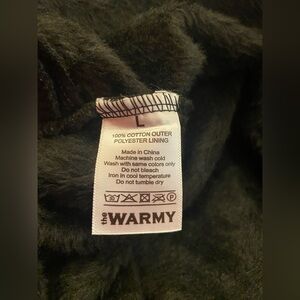 L
100% COTTON OUTER
POLYESTER LINING
Made in China
Machine wash cold
Wash with same colors only
Do not bleach
Iron in cool temperature
Do not tumble dry
the WARMY